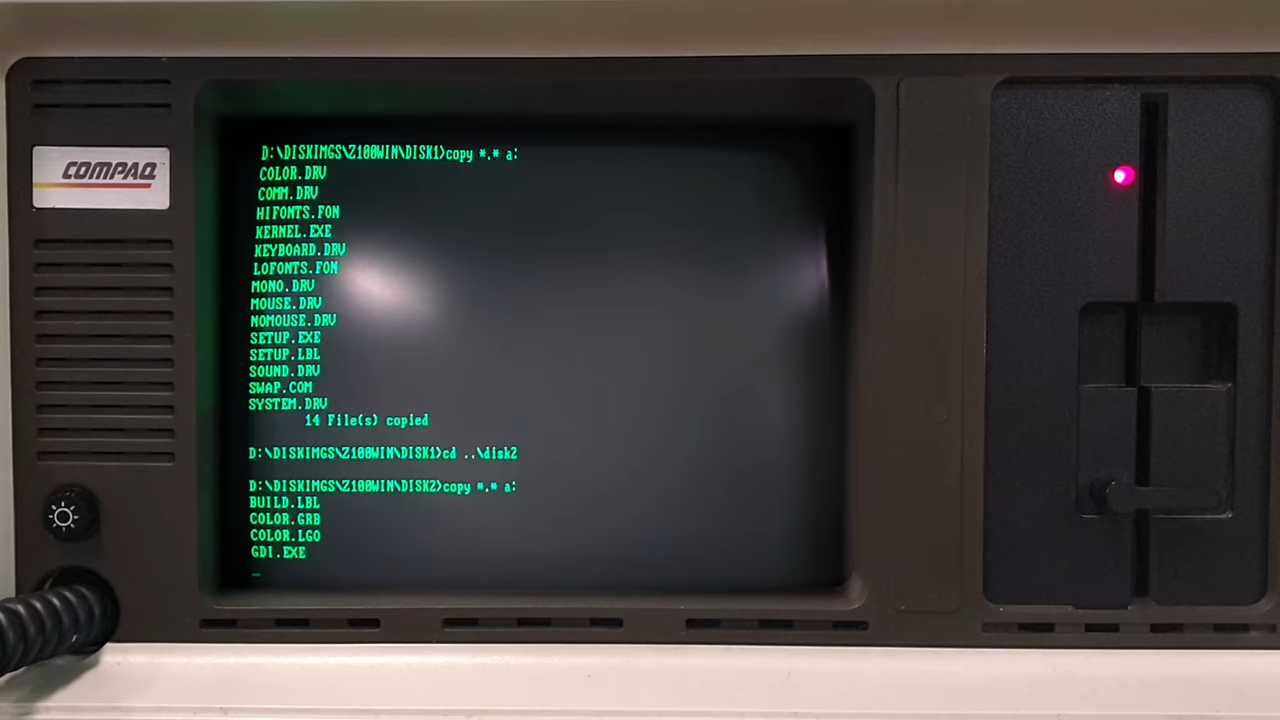 COMPAQ
D:\DISKIMGS\Z100WIN\DISK1>copy *.* a:
COLOR.DRV
COMM.DRV
HIFONTS.FON
KERNEL.EXE
KEYBOARD.DRV
LOFONTS.FON
MONO.DRV
MOUSE.DRV
NOMOUSE.DRV
SETUP.EXE
SETUP.LBL
SOUND.DRV
SWAP.COM
SYSTEM.DRV
14 File(s) copied
D:\DISKIMGS\Z100WIN\DISK1>cd ..\disk2
D:\DISKIMGS\Z100WIN\DISK2>copy *.* a:
BUILD.LBL
COLOR.GRB
COLOR.LGO
GDI.EXE